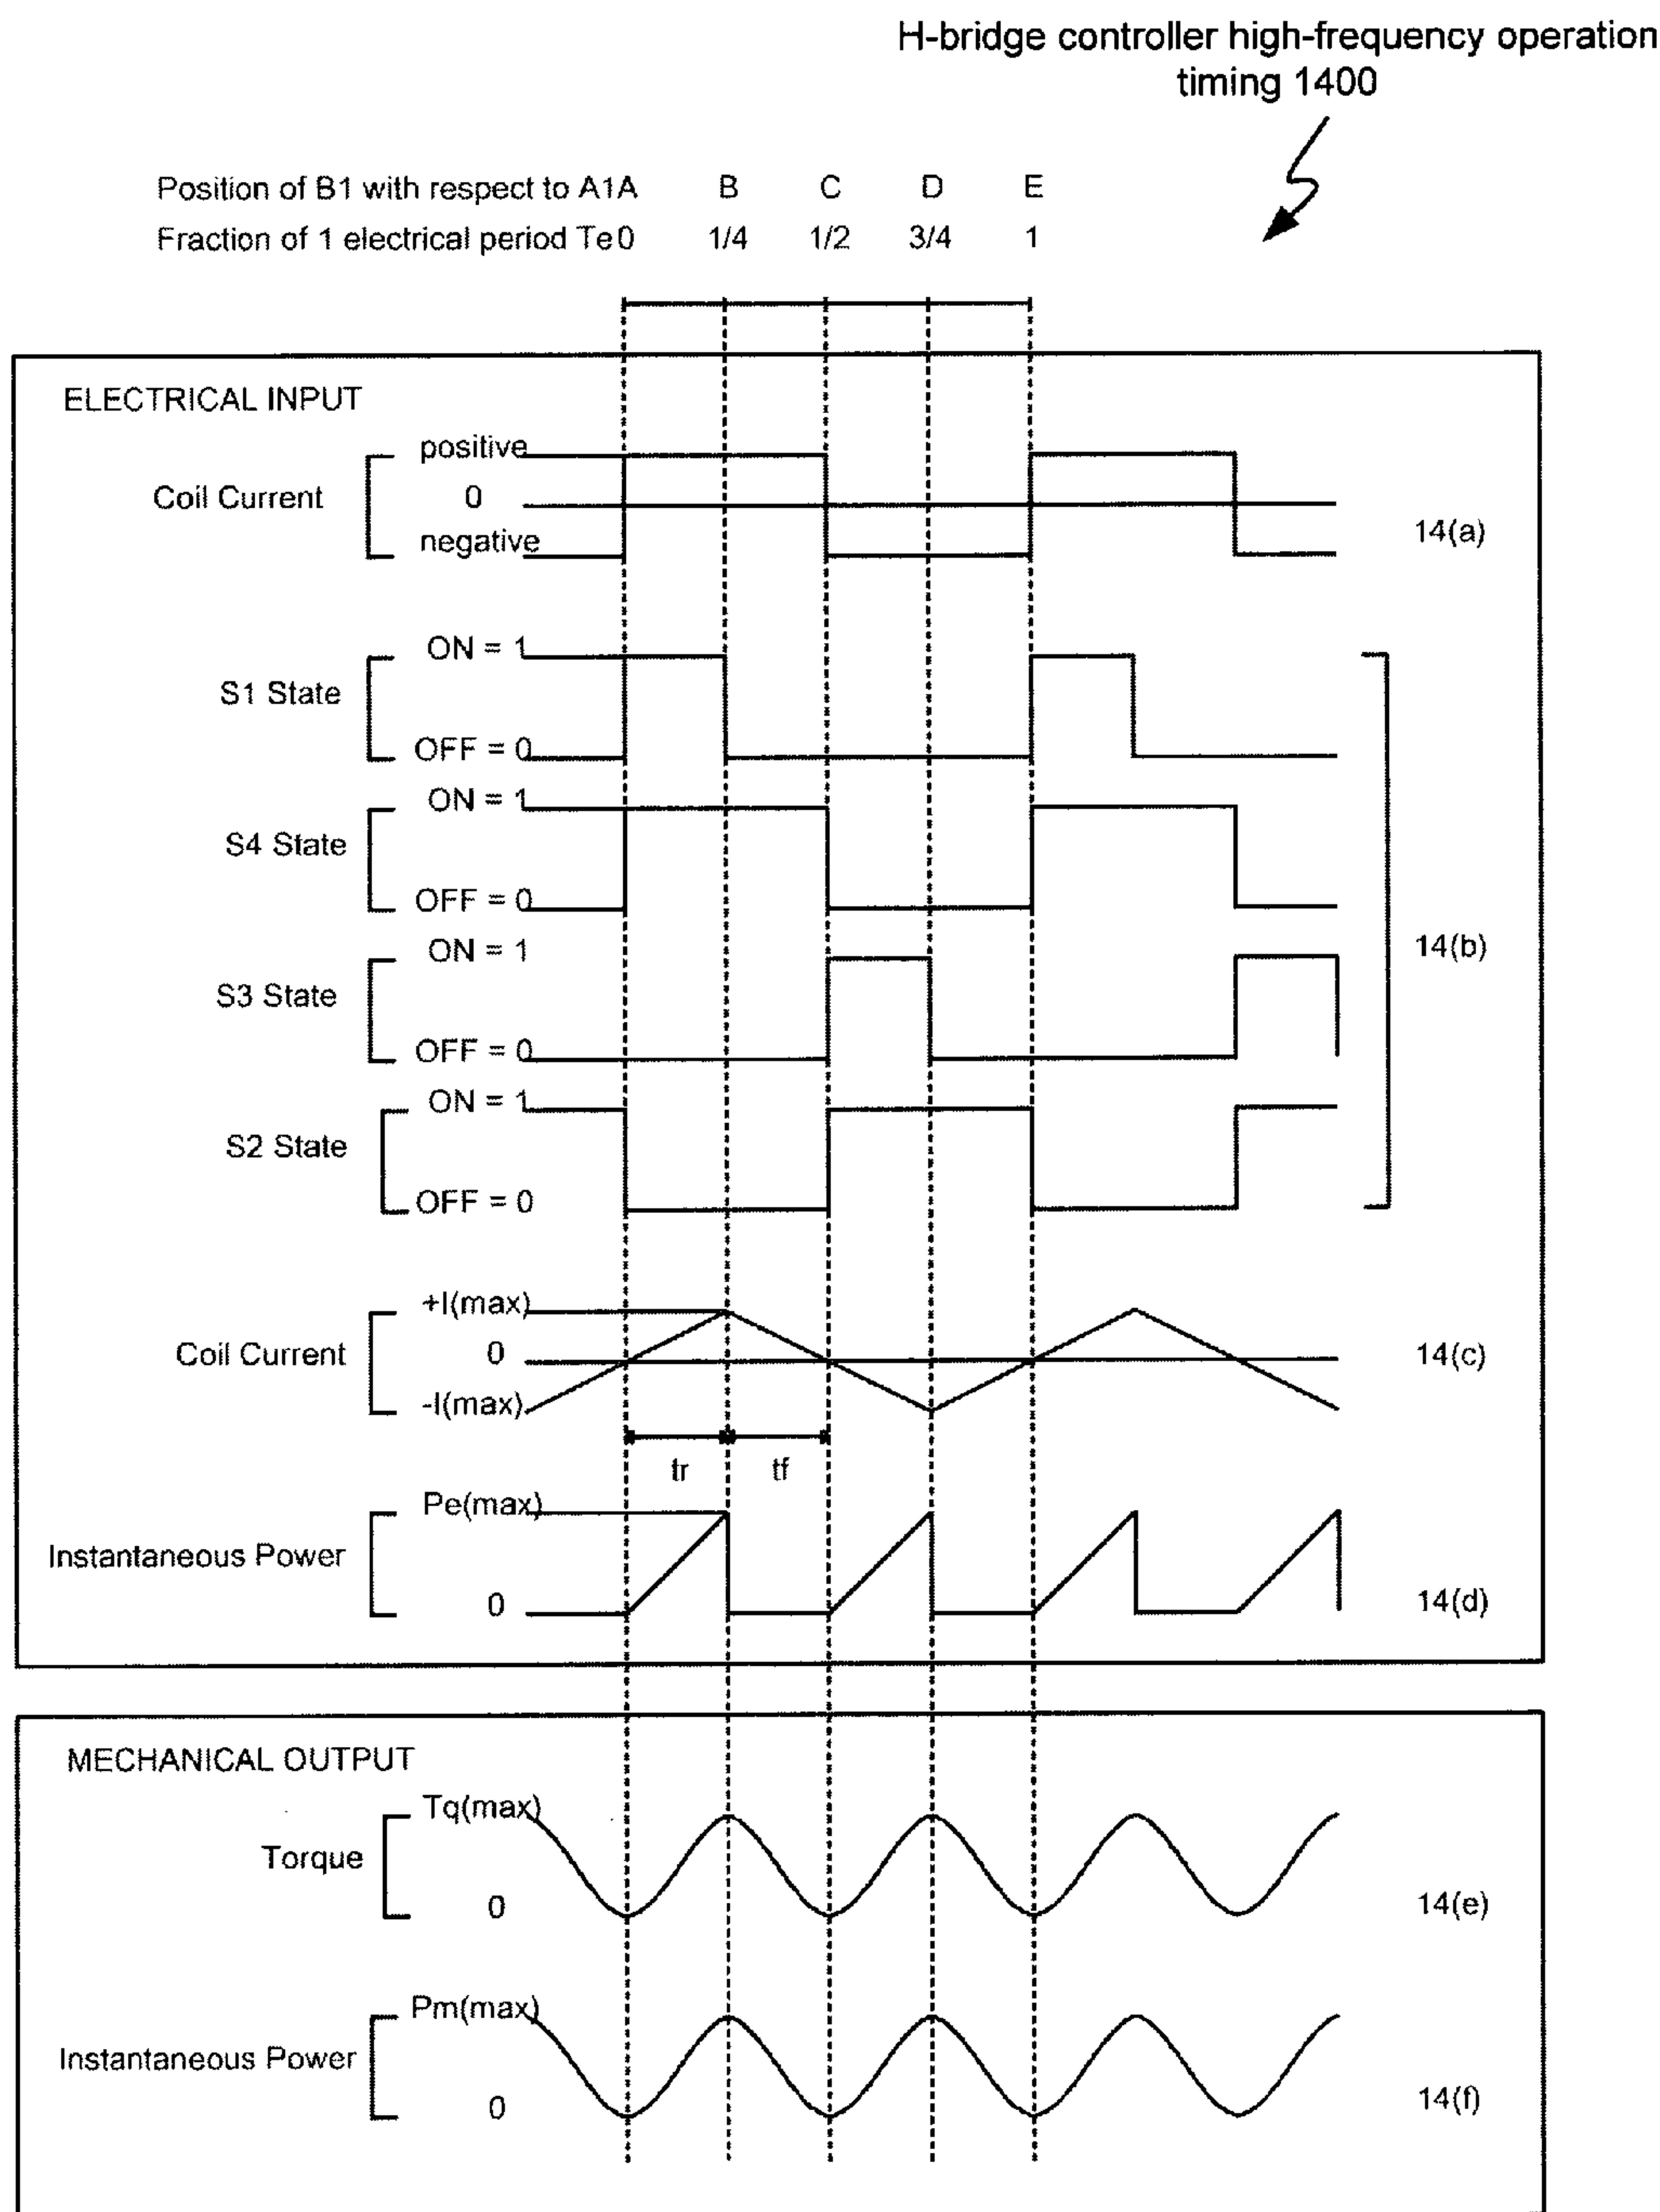 H-bridge controller high-frequency operation
timing 1400
Position of B1 with respect to A1A B C D E
Fraction of 1 electrical period Te0 1/4 1/2 3/4 1
ELECTRICAL INPUT
positive
Coil Current 0
negative
14(a)
ON = 1
S1 State
OFF = 0
ON = 1
S4 State
OFF = 0
14(b)
ON = 1
S3 State
OFF = 0
ON = 1
S2 State
OFF = 0
+I(max)
Coil Current 0 14(c)
-I(max)
tr tf
Pe(max)
Instantaneous Power
0 14(d)
MECHANICAL OUTPUT
Tq(max)
Torque
0 14(e)
Pm(max)
Instantaneous Power
0 14(f)